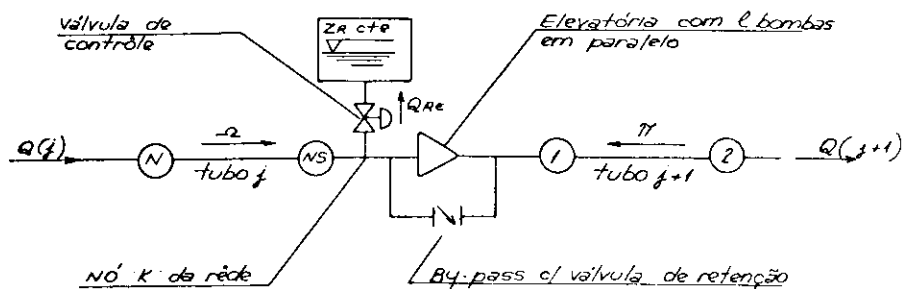 Válvula de
contrôle
ZR cte
Elevatória com l bombas
em paralelo
QRe
Q(j)
N
Ω
tubo j
NS
1
π
tubo j+1
2
Q(j+1)
NÓ K da rêde
By-pass c/ válvula de retenção